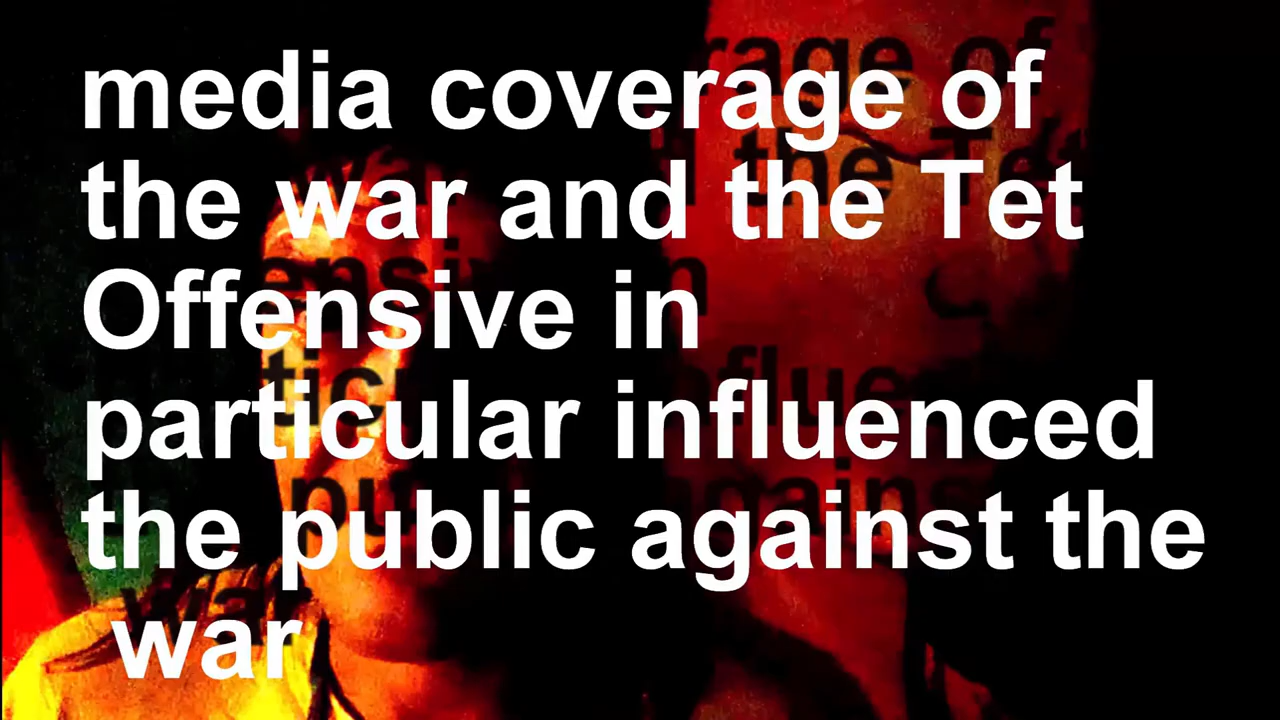 media coverage of
the war and the Tet
Offensive in
particular influenced
the public against the
war